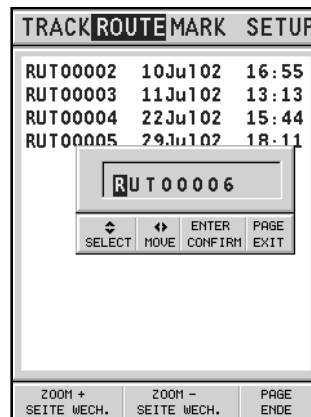 TRACK ROUTE MARK SETUP
RUT00002 10Jul02 16:55
RUT00003 11Jul02 13:13
RUT00004 22Jul02 15:44
RUT00005 29Jul02 18:11
RUT00006
SELECT MOVE ENTER CONFIRM PAGE EXIT
ZOOM + SEITE WECH. ZOOM - SEITE WECH. PAGE ENDE